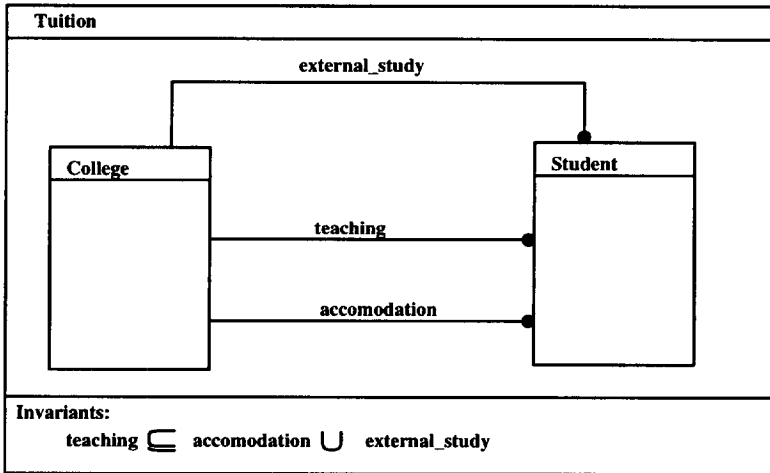 Tuition
external_study
College
Student
teaching
accomodation
Invariants:
teaching ⊆ accomodation ∪ external_study